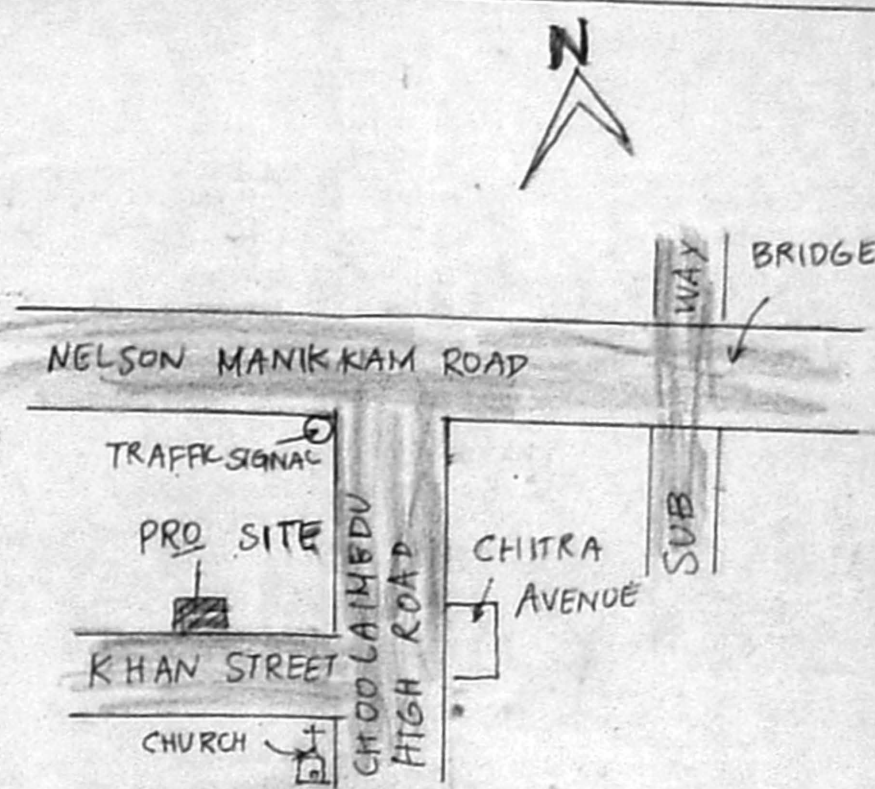 N
BRIDGE
WAY
NELSON MANIKKAM ROAD
TRAFFIC SIGNAL
PRO SITE
CHITRA
AVENUE
SUB
CHOOLAIMEDU
HIGH ROAD
KHAN STREET
CHURCH